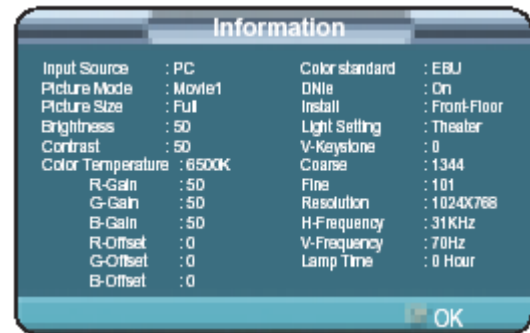 Information
Input Source : PC
Picture Mode : Movie1
Picture Size : Full
Brightness : 50
Contrast : 50
Color Temperature : 6500K
R-Gain : 50
G-Gain : 50
B-Gain : 50
R-Offset : 0
G-Offset : 0
B-Offset : 0
Color standard : EBU
DNIe : On
Install : Front-Floor
Light Setting : Theater
V-Keystone : 0
Coarse : 1344
Fine : 101
Resolution : 1024X768
H-Frequency : 31KHz
V-Frequency : 70Hz
Lamp Time : 0 Hour
OK